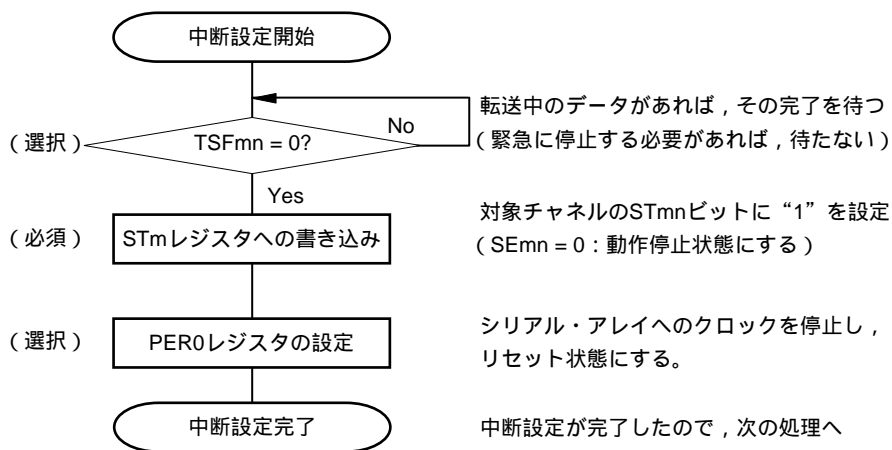 中断設定開始
転送中のデータがあれば，その完了を待つ
（選択） TSFmn = 0? No （緊急に停止する必要があれば，待たない）
Yes
対象チャネルのSTmnビットに“1”を設定
（必須） STmレジスタへの書き込み （SEmn = 0：動作停止状態にする）
（選択） PER0レジスタの設定 シリアル・アレイへのクロックを停止し，
リセット状態にする。
中断設定完了 中断設定が完了したので，次の処理へ